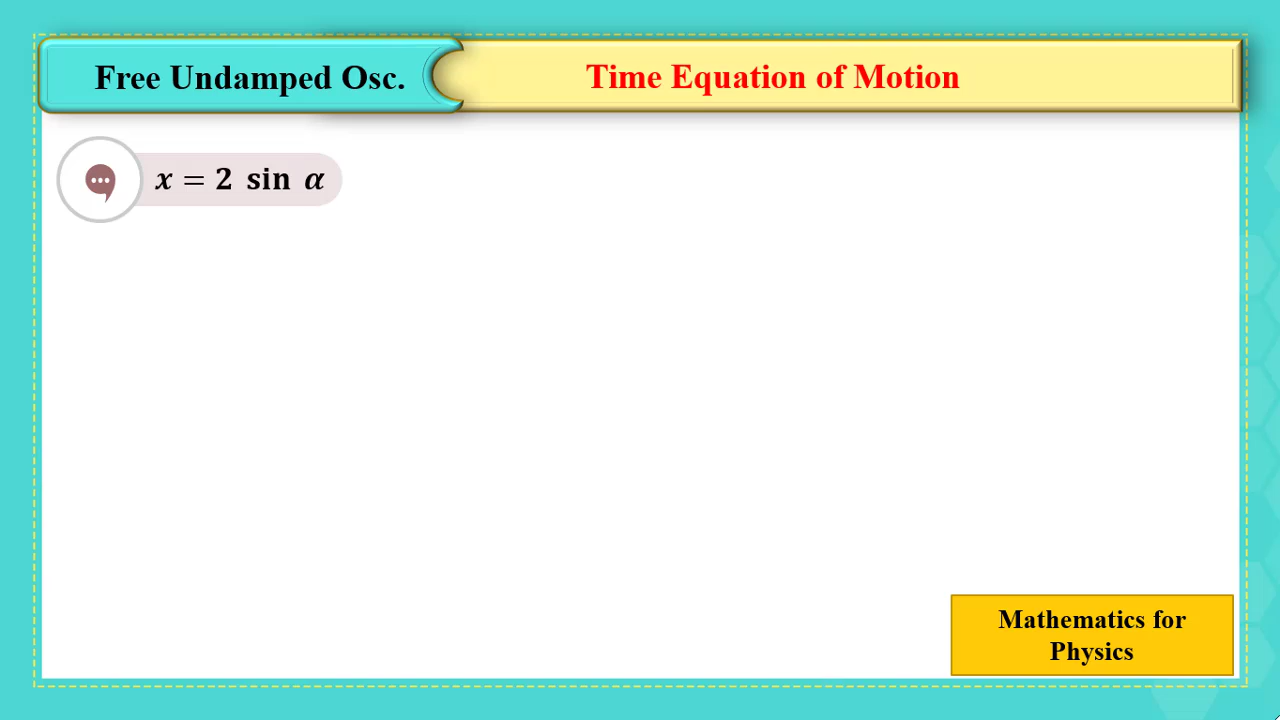 Free Undamped Osc.
Time Equation of Motion
x = 2 sin α
Mathematics for
Physics